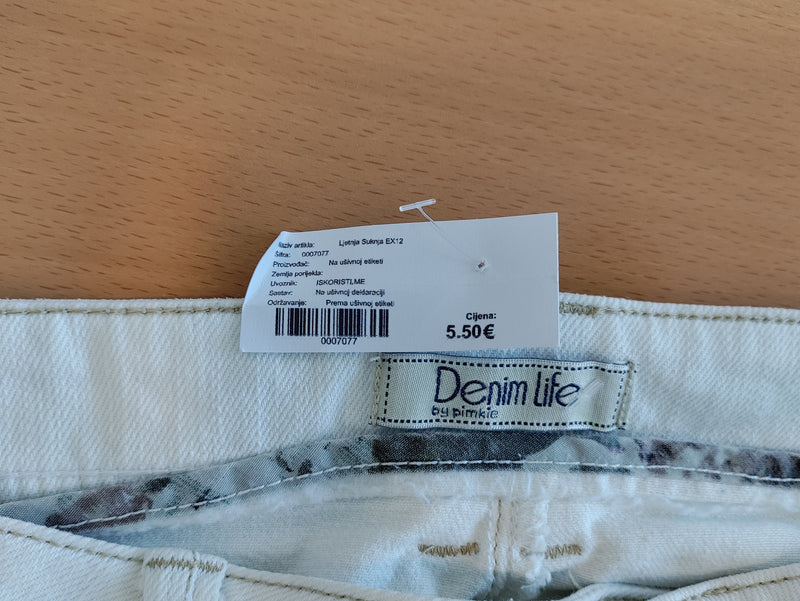 Naziv artikla: Ljetnja Suknja EX12
Šifra: 0007077
Proizvođač: Na ušivnoj etiketi
Zemlja porijekla:
Uvoznik: ISKORISTI,ME
Sastav: Na ušivnoj deklaraciji
Održavanje: Prema ušivnoj etiketi
0007077
Cijena:
5.50€
Denim life
by pimkie